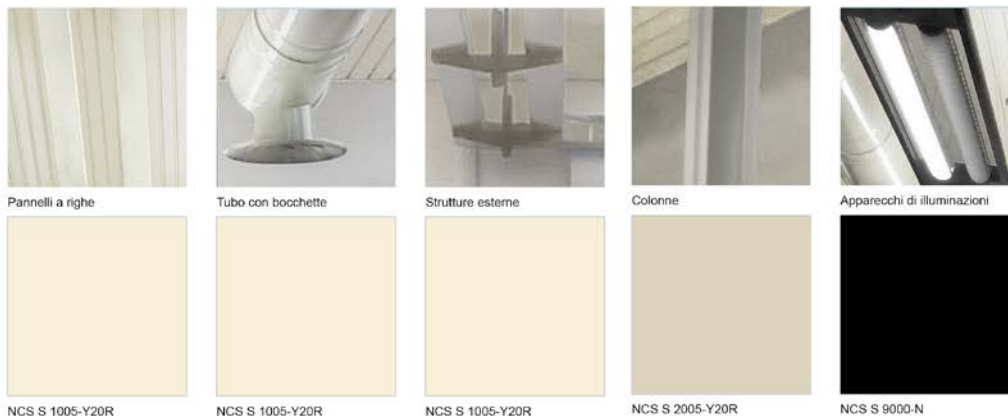 Pannelli a righe
Tubo con bocchette
Strutture esterne
Colonne
Apparecchi di illuminazioni
NCS S 1005-Y20R
NCS S 1005-Y20R
NCS S 1005-Y20R
NCS S 2005-Y20R
NCS S 9000-N